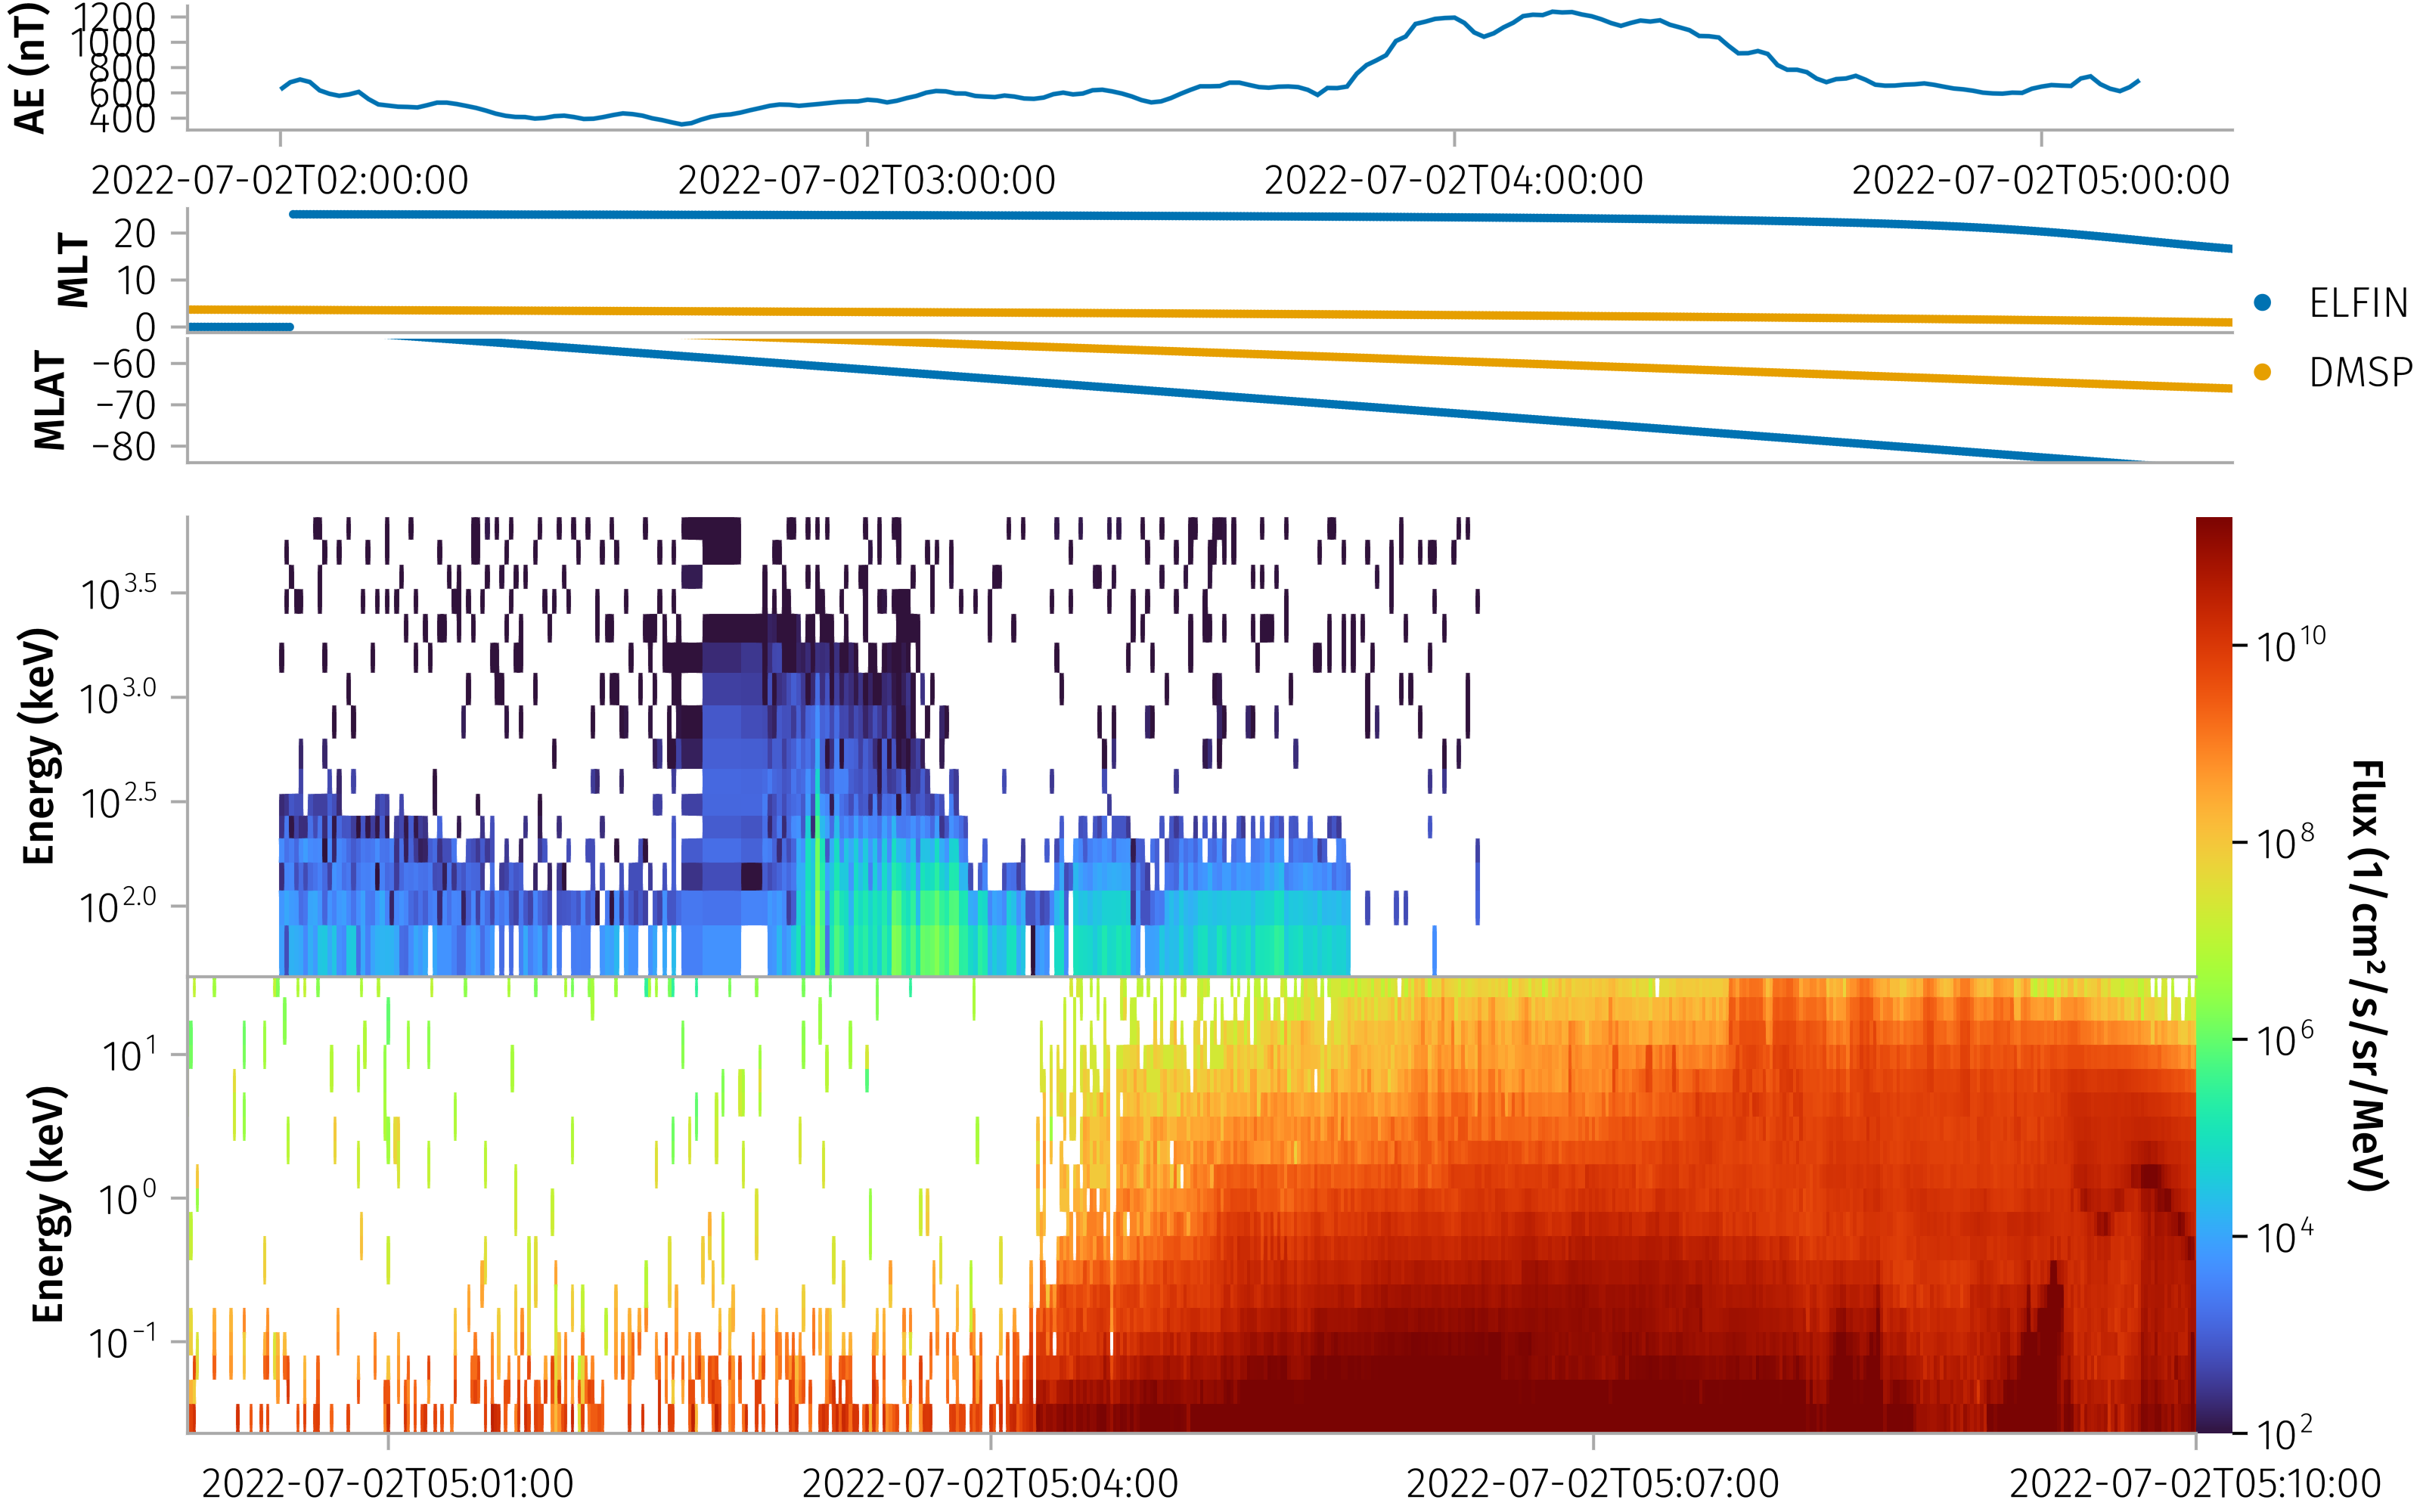 AE (nT)
1200
1000
800
600
400
2022-07-02T02:00:00
2022-07-02T03:00:00
2022-07-02T04:00:00
2022-07-02T05:00:00
MLT
20
10
0
MLAT
−60
−70
−80
ELFIN
DMSP
Energy (keV)
10^3.5
10^3.0
10^2.5
10^2.0
Energy (keV)
10^1
10^0
10^−1
2022-07-02T05:01:00
2022-07-02T05:04:00
2022-07-02T05:07:00
2022-07-02T05:10:00
10^10
10^8
10^6
10^4
10^2
Flux (1/cm²/s/sr/MeV)